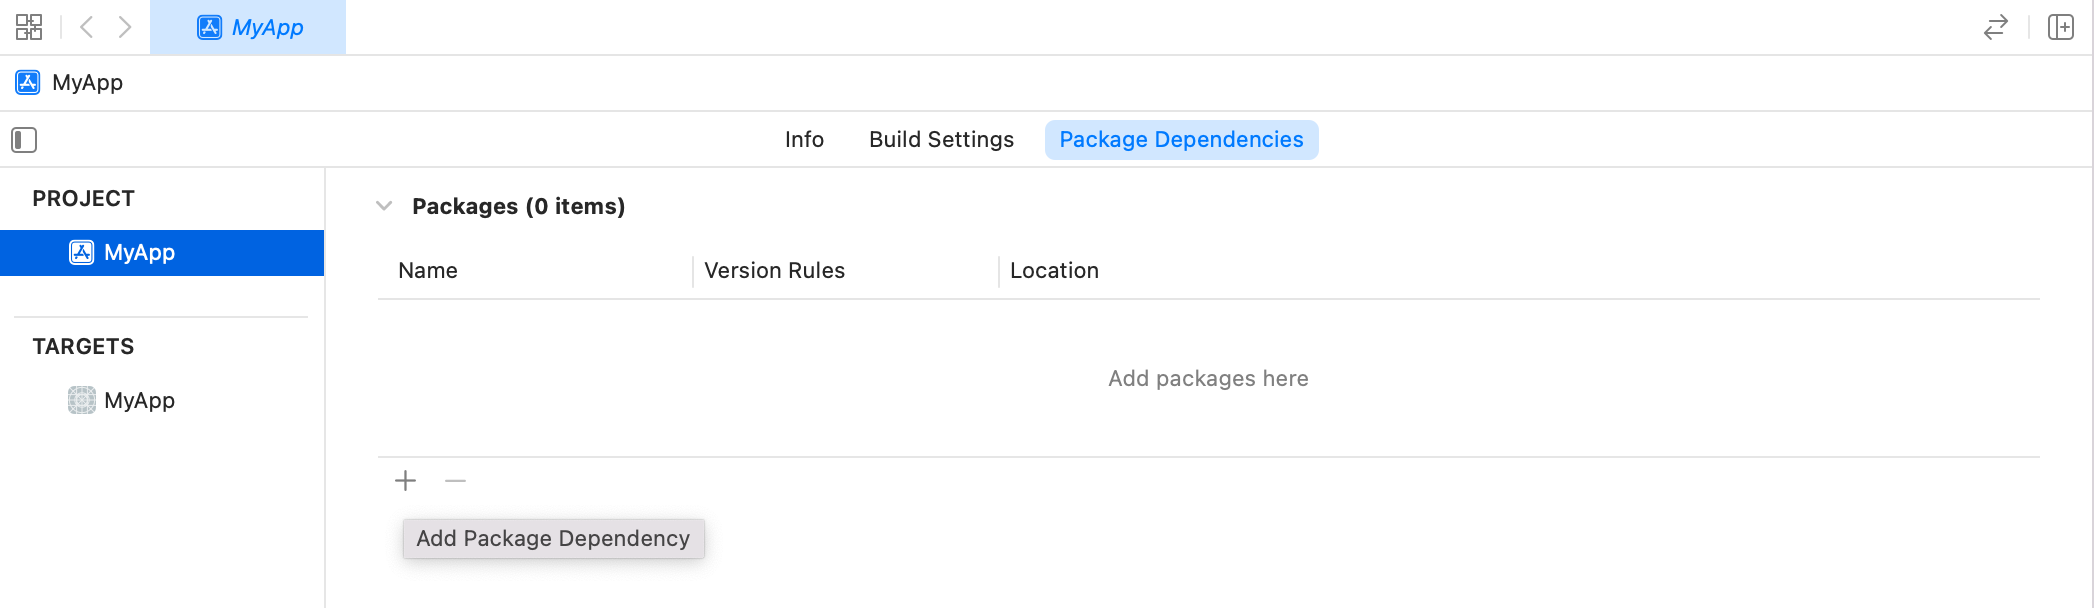 MyApp
MyApp
Info Build Settings Package Dependencies
PROJECT
MyApp
TARGETS
MyApp
Packages (0 items)
Name Version Rules Location
Add packages here
Add Package Dependency